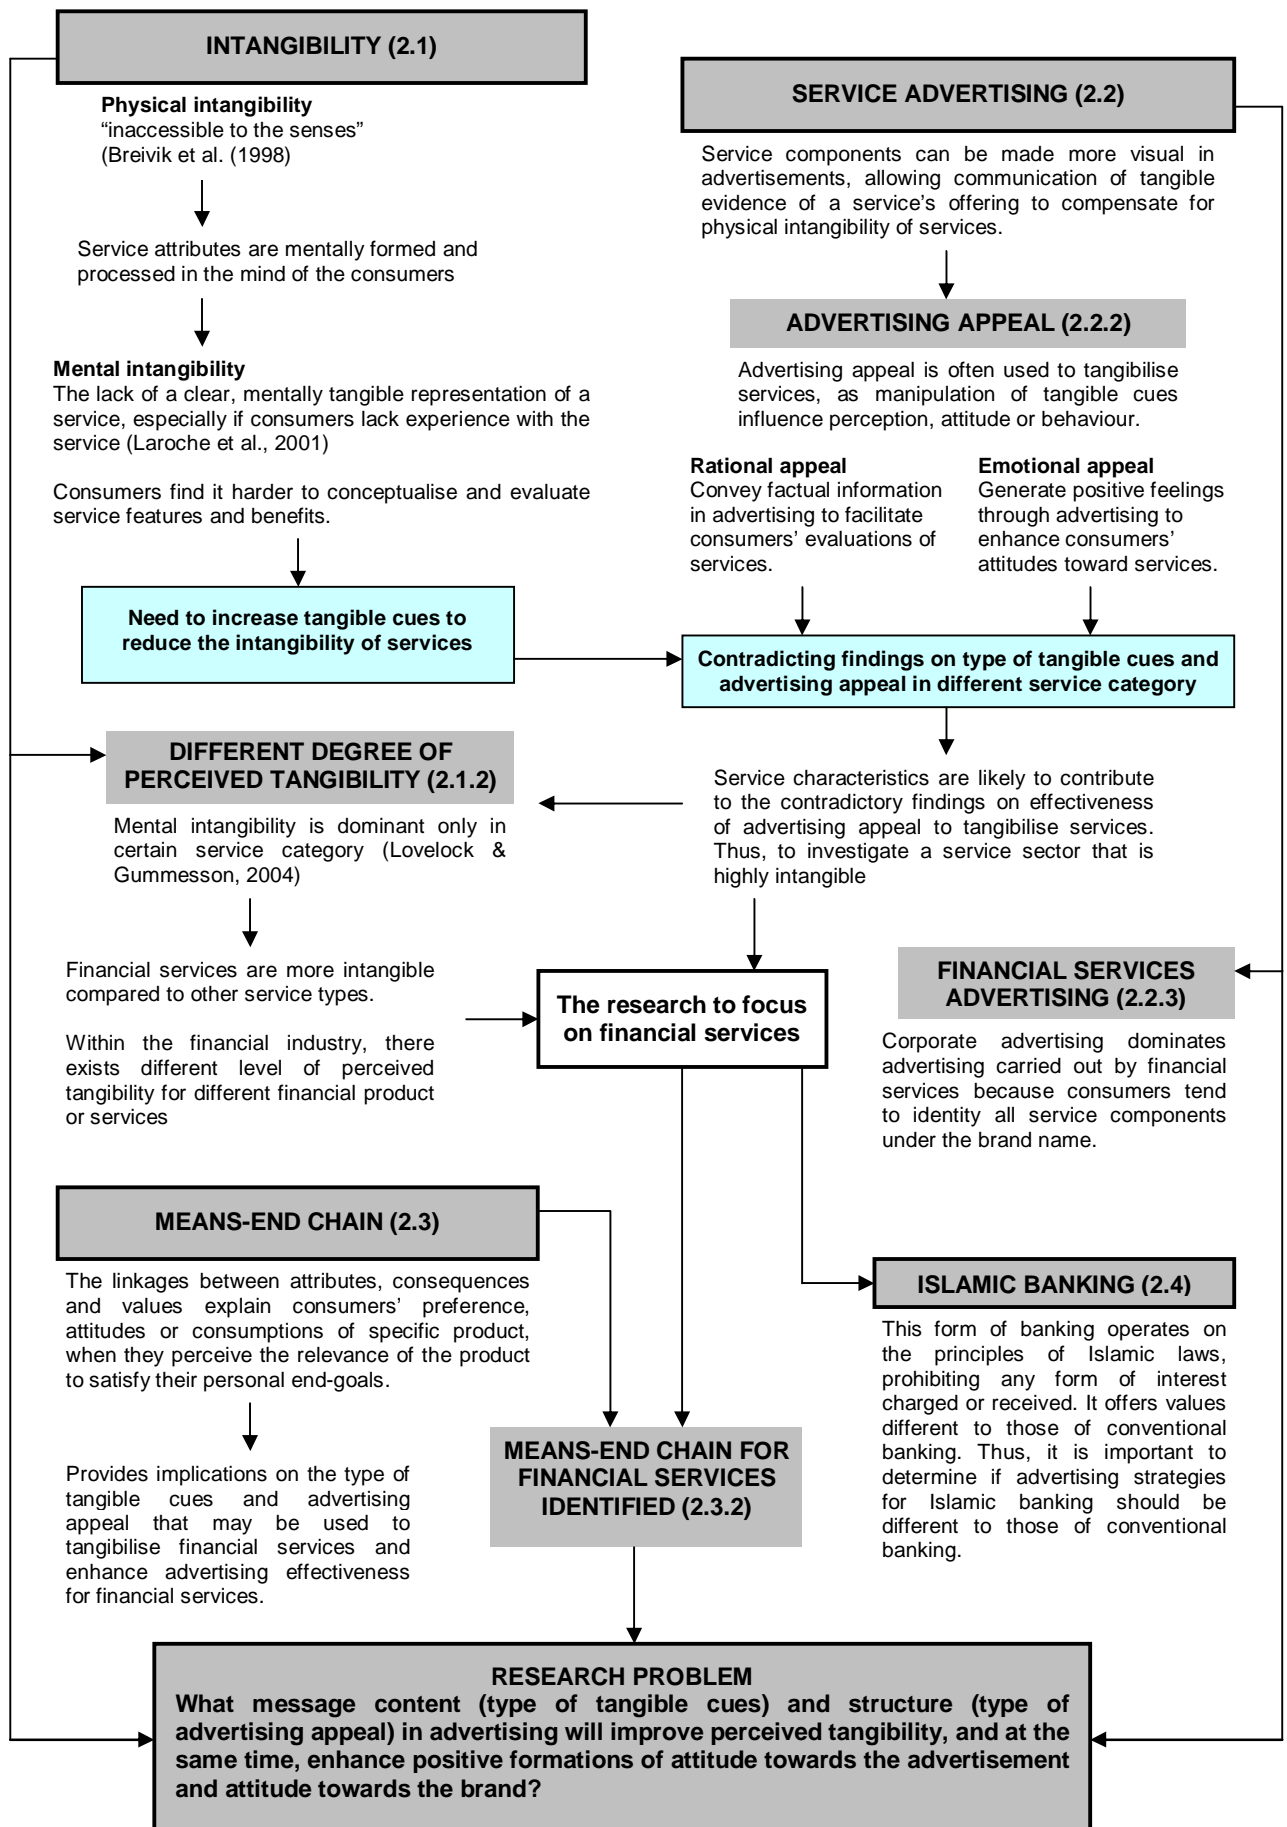 INTANGIBILITY (2.1)
Physical intangibility
“inaccessible to the senses”
(Breivik et al. (1998)
Service attributes are mentally formed and
processed in the mind of the consumers
Mental intangibility
The lack of a clear, mentally tangible representation of a
service, especially if consumers lack experience with the
service (Laroche et al., 2001)
Consumers find it harder to conceptualise and evaluate
service features and benefits.
Need to increase tangible cues to
reduce the intangibility of services
SERVICE ADVERTISING (2.2)
Service components can be made more visual in
advertisements, allowing communication of tangible
evidence of a service’s offering to compensate for
physical intangibility of services.
ADVERTISING APPEAL (2.2.2)
Advertising appeal is often used to tangibilise
services, as manipulation of tangible cues
influence perception, attitude or behaviour.
Rational appeal
Convey factual information
in advertising to facilitate
consumers’ evaluations of
services.
Emotional appeal
Generate positive feelings
through advertising to
enhance consumers’
attitudes toward services.
Contradicting findings on type of tangible cues and
advertising appeal in different service category
DIFFERENT DEGREE OF
PERCEIVED TANGIBILITY (2.1.2)
Mental intangibility is dominant only in
certain service category (Lovelock &
Gummesson, 2004)
Service characteristics are likely to contribute
to the contradictory findings on effectiveness
of advertising appeal to tangibilise services.
Thus, to investigate a service sector that is
highly intangible
Financial services are more intangible
compared to other service types.
Within the financial industry, there
exists different level of perceived
tangibility for different financial product
or services
The research to focus
on financial services
FINANCIAL SERVICES
ADVERTISING (2.2.3)
Corporate advertising dominates
advertising carried out by financial
services because consumers tend
to identity all service components
under the brand name.
MEANS-END CHAIN (2.3)
The linkages between attributes, consequences
and values explain consumers’ preference,
attitudes or consumptions of specific product,
when they perceive the relevance of the product
to satisfy their personal end-goals.
Provides implications on the type of
tangible cues and advertising
appeal that may be used to
tangibilise financial services and
enhance advertising effectiveness
for financial services.
MEANS-END CHAIN FOR
FINANCIAL SERVICES
IDENTIFIED (2.3.2)
ISLAMIC BANKING (2.4)
This form of banking operates on
the principles of Islamic laws,
prohibiting any form of interest
charged or received. It offers values
different to those of conventional
banking. Thus, it is important to
determine if advertising strategies
for Islamic banking should be
different to those of conventional
banking.
RESEARCH PROBLEM
What message content (type of tangible cues) and structure (type of
advertising appeal) in advertising will improve perceived tangibility, and at the
same time, enhance positive formations of attitude towards the advertisement
and attitude towards the brand?